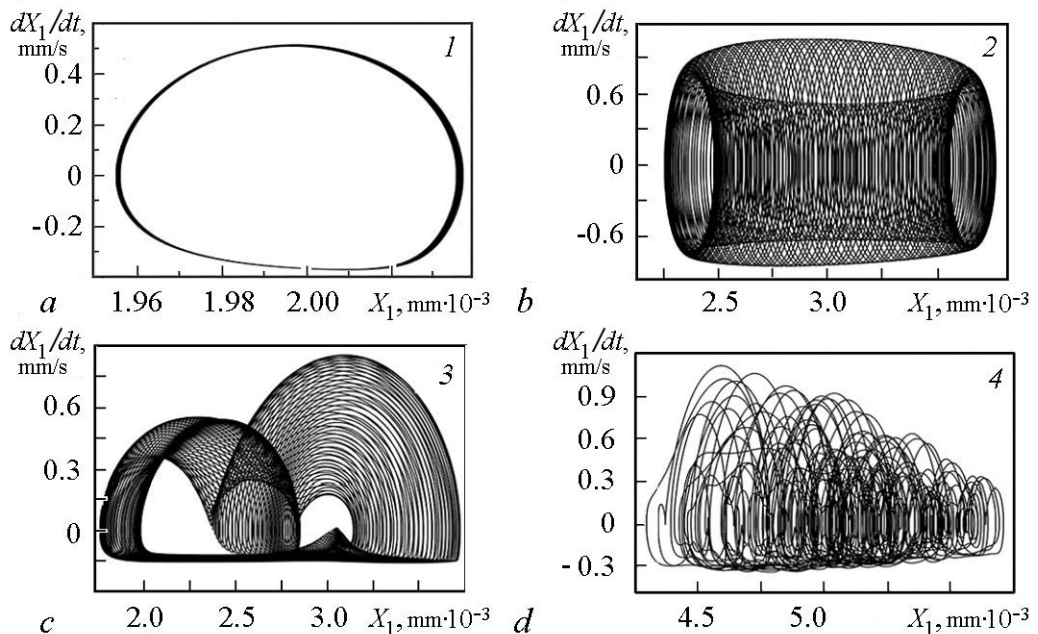 dX₁/dt,
mm/s
1
0.4
0.2
0
-0.2
a
1.96
1.98
2.00
X₁, mm·10⁻³
dX₁/dt,
mm/s
2
0.6
0
-0.6
b
2.5
3.0
X₁, mm·10⁻³
dX₁/dt,
mm/s
3
0.6
0.3
0
c
2.0
2.5
3.0
X₁, mm·10⁻³
dX₁/dt,
mm/s
4
0.9
0.6
0.3
0
- 0.3
d
4.5
5.0
X₁, mm·10⁻³